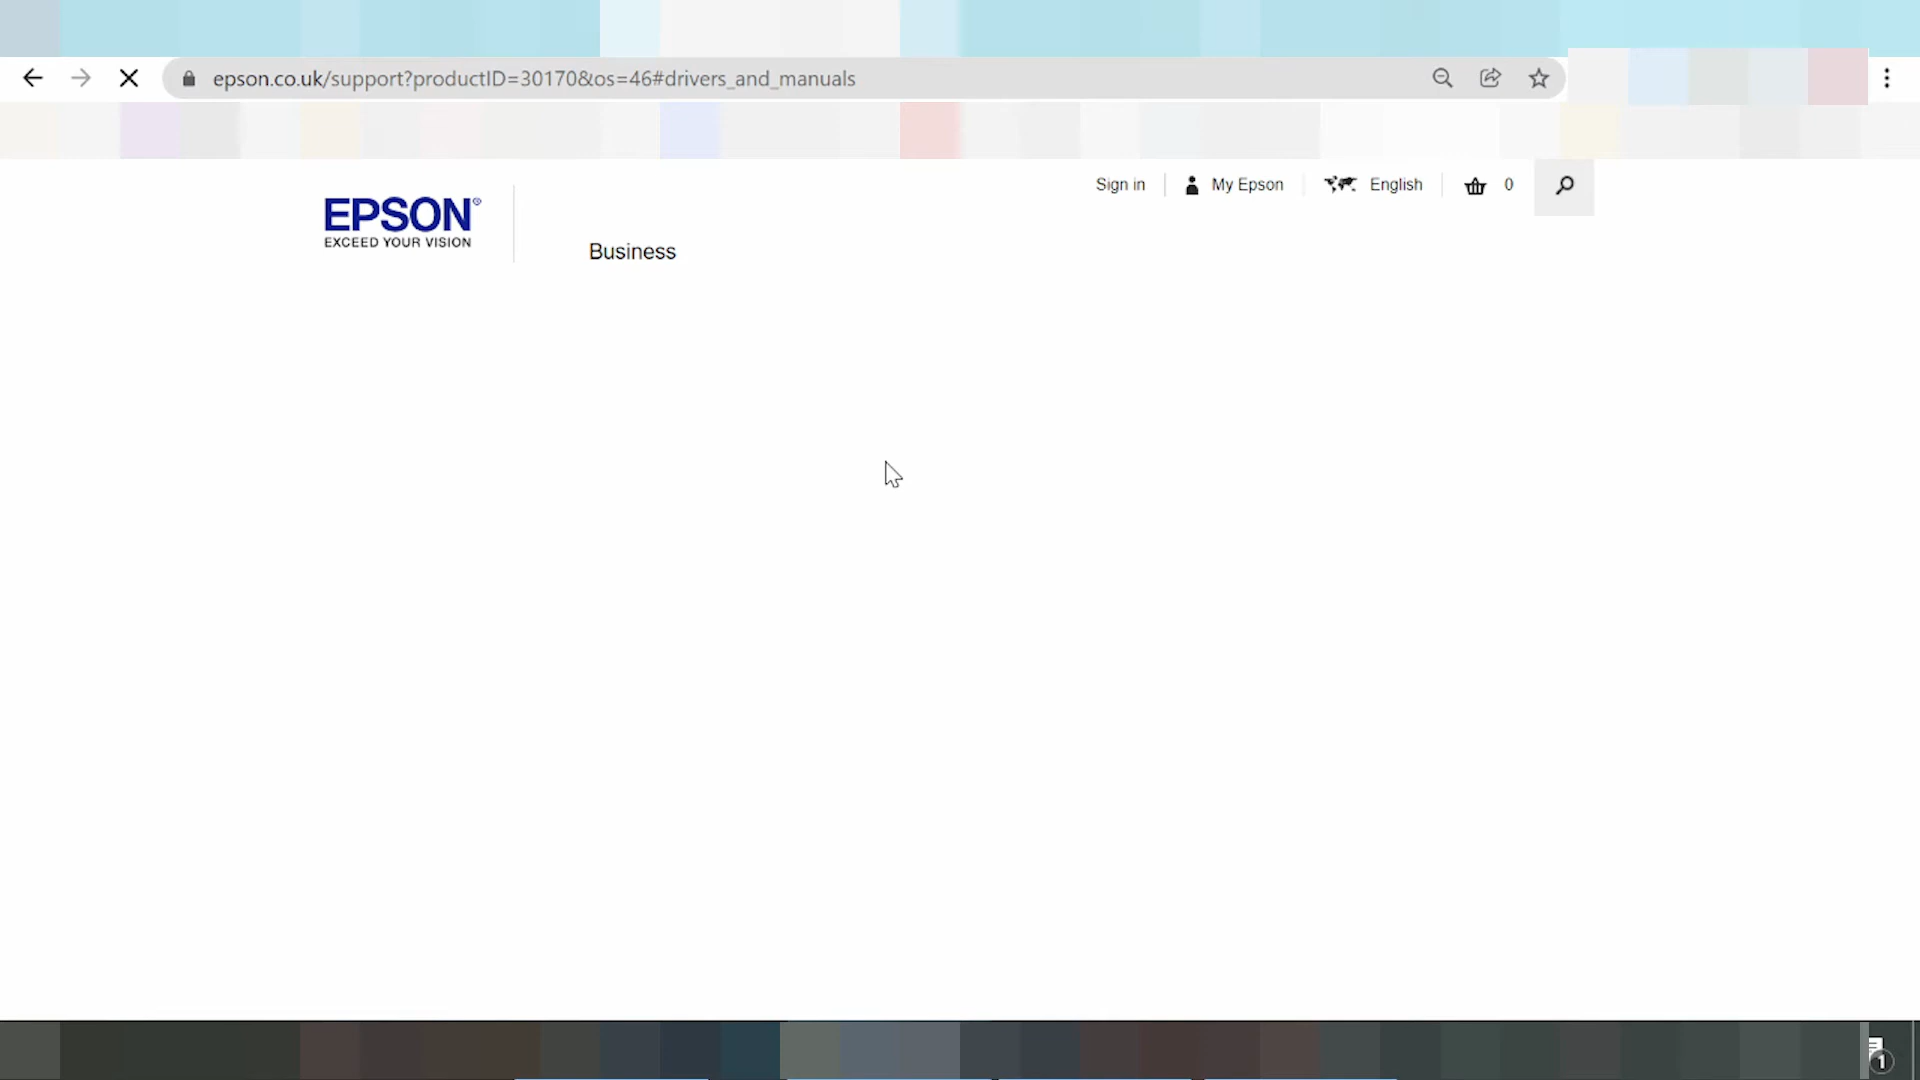 epson.co.uk/support?productID=30170&os=46#drivers_and_manuals
Sign in
My Epson
English
0
EPSON®
EXCEED YOUR VISION
Business
1